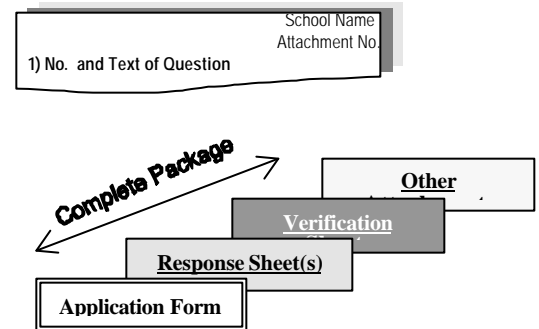 School Name
Attachment No.
1) No. and Text of Question
Complete Package
Other
Verification
Response Sheet(s)
Application Form